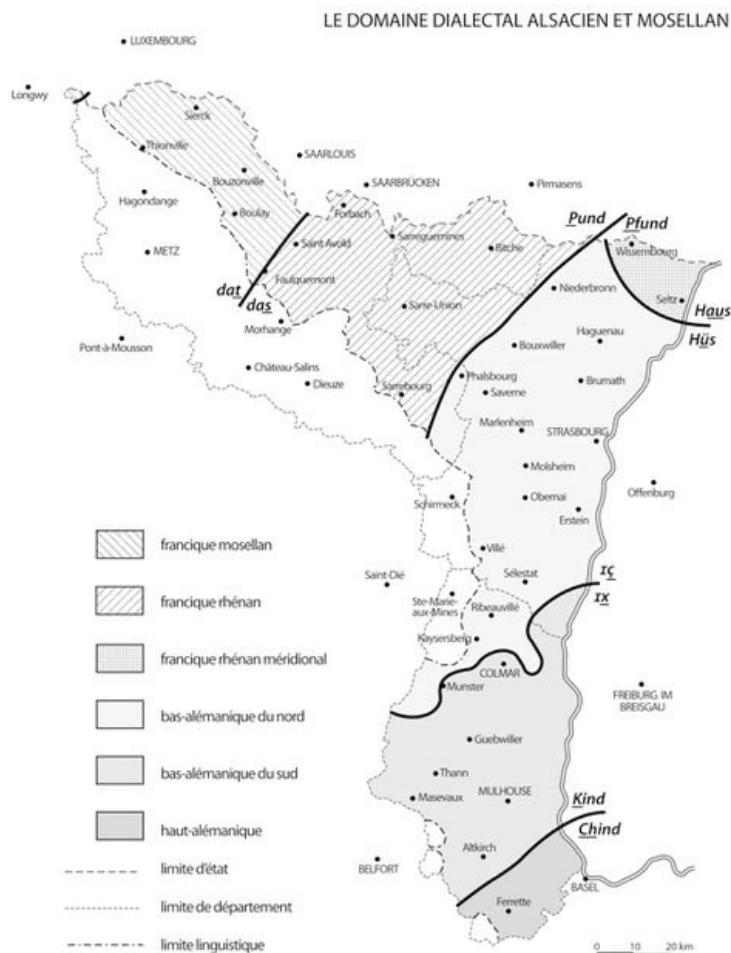 LE DOMAINE DIALECTAL ALSACIEN ET MOSELLAN
LUXEMBOURG
Longwy
Sierck
Thionville
SAARLOUIS
Bouzonville
SAARBRÜCKEN
Pirmasens
Hagondange
Boulay
Forbach
Pund
Pfund
METZ
Saint Avold
Sarreguemines
Bitche
Wissembourg
Faulquemont
dat
das
Niederbronn
Seltz
Sarre-Union
Haus
Hüs
Morhange
Pont-à-Mousson
Haguenau
Bouxwiller
Château-Salins
Dieuze
Phalsbourg
Brumath
Sarrebourg
Saverne
Marlenheim
STRASBOURG
Molsheim
Offenburg
Schirmeck
Obernai
Erstein
francique mosellan
Villé
Saint-Dié
Sélestat
ɪç
ɪx
francique rhénan
Ste-Marie-
aux-Mines
Ribeauvillé
Kaysersberg
francique rhénan méridional
COLMAR
Munster
FREIBURG IM
BREISGAU
bas-alémanique du nord
Guebwiller
bas-alémanique du sud
Thann
Masevaux
MULHOUSE
Kind
Chind
haut-alémanique
Altkirch
BELFORT
limite d'état
BASEL
limite de département
Ferrette
limite linguistique
0 10 20 km